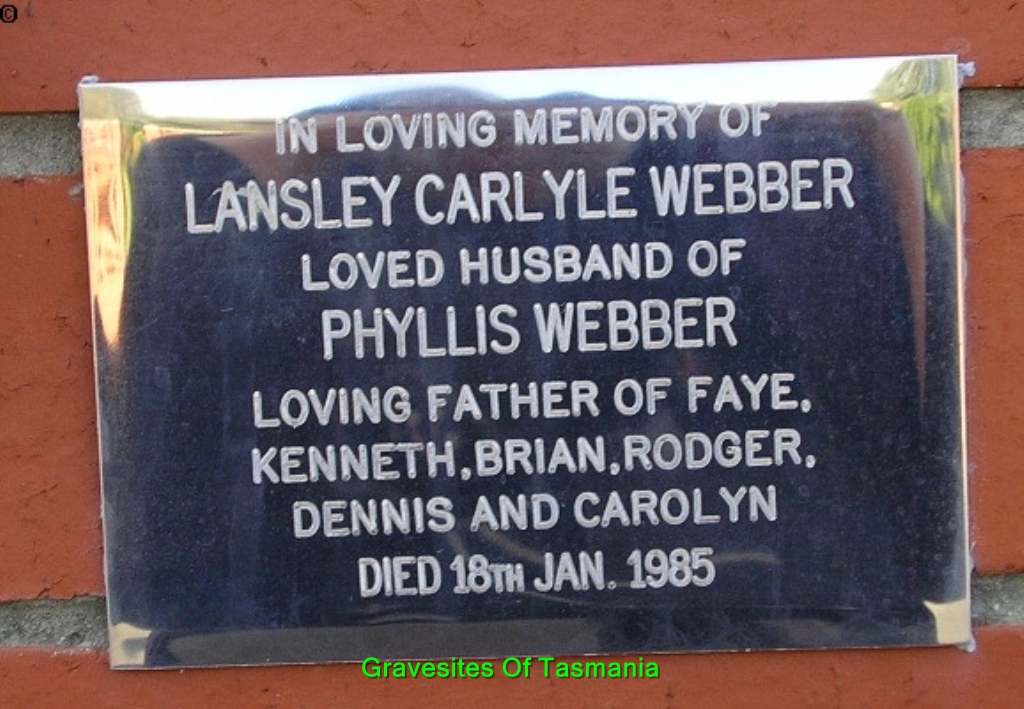 ©
IN LOVING MEMORY OF
LANSLEY CARLYLE WEBBER
LOVED HUSBAND OF
PHYLLIS WEBBER
LOVING FATHER OF FAYE,
KENNETH, BRIAN, RODGER,
DENNIS AND CAROLYN
DIED 18TH JAN. 1985
Gravesites Of Tasmania